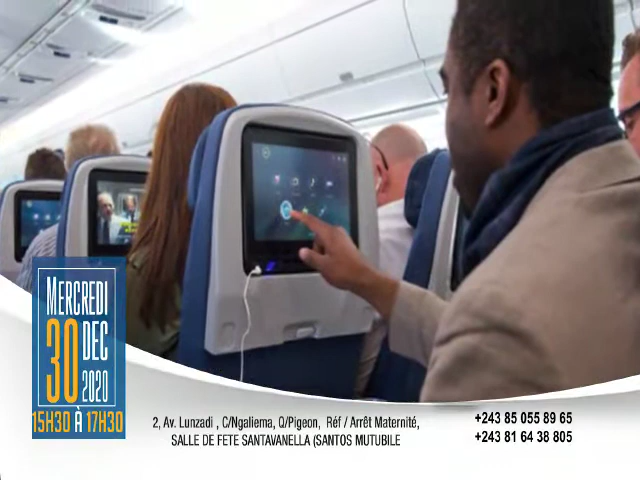 MERCREDI
30
DEC
2020
15H30 À 17H30
2, Av. Lunzadi , C/Ngaliema, Q/Pigeon, Réf / Arrêt Maternité,
SALLE DE FETE SANTAVANELLA (SANTOS MUTUBILE
+243 85 055 89 65
+243 81 64 38 805